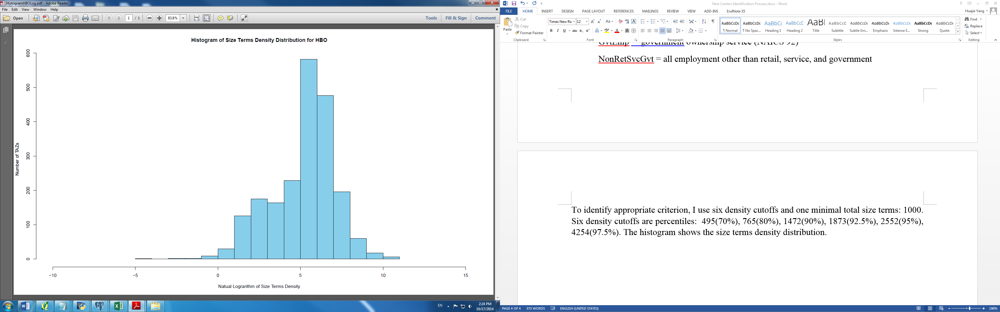 HistogramHBOLog.pdf - Adobe Reader
File Edit View Window Help
Open 1 / 1 83.8% Tools Fill & Sign Comment
Histogram of Size Terms Density Distribution for HBO
Number of TAZs
600
500
400
300
200
100
0
−10 −5 0 5 10 15
Natual Lograrithm of Size Terms Density
EN 2:24 PM
10/17/2014
New Centers Identification Process.docx - Word
FILE HOME INSERT DESIGN PAGE LAYOUT REFERENCES MAILINGS REVIEW VIEW ADD-INS EndNote X5 Huajie Yang
Paste Cut
Copy
Format Painter
Clipboard
Times New Ro 12
B I U abc x₂ x²
Font
Paragraph
AaBbCcDc AaBbCcDc AaBbCc AaBbCcC AaBl AaBbCcC AaBbCcDc AaBbCcDc AaBbCcDc AaBbCcDc AaBbCcDc
¶ Normal ¶ No Spac... Heading 1 Heading 2 Title Subtitle Subtle Em... Emphasis Intense E... Strong Quote
Styles
Find
Replace
Select
Editing
GvtEmp government ownership service (NAICS 92)
NonRetSvcGvt = all employment other than retail, service, and government
To identify appropriate criterion, I use six density cutoffs and one minimal total size terms: 1000.
Six density cutoffs are percentiles: 495(70%), 765(80%), 1472(90%), 1873(92.5%), 2552(95%),
4254(97.5%). The histogram shows the size terms density distribution.
PAGE 4 OF 4 573 WORDS ENGLISH (UNITED STATES) 190%